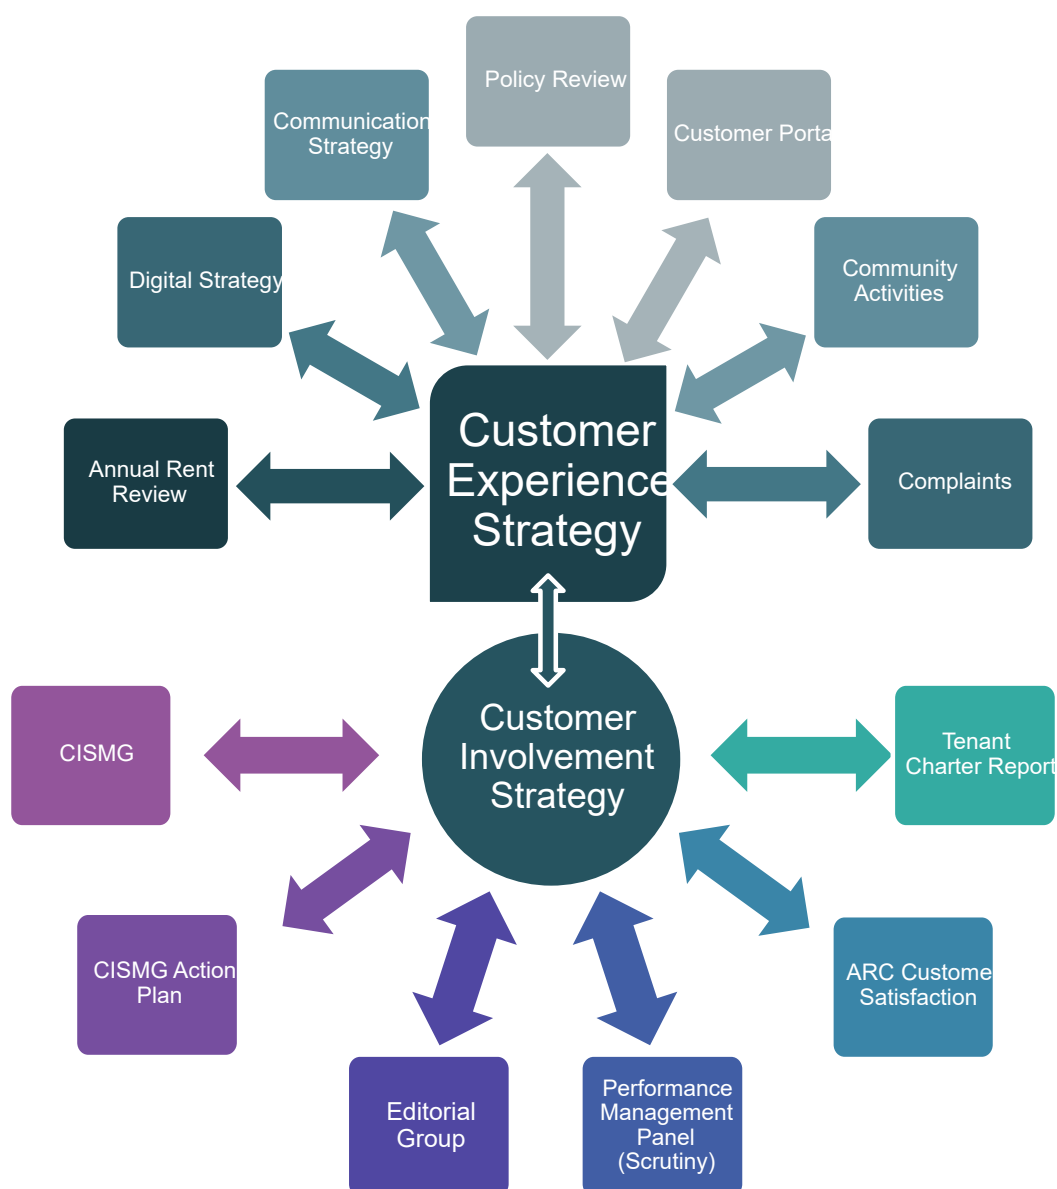 Policy Review
Communication
Strategy
Customer Porta
Digital Strategy
Community
Activities
Customer
Experience
Strategy
Annual Rent
Review
Complaints
CISMG
Customer
Involvement
Strategy
Tenant
Charter Report
CISMG Action
Plan
ARC Custome
Satisfaction
Editorial
Group
Performance
Management
Panel
(Scrutiny)